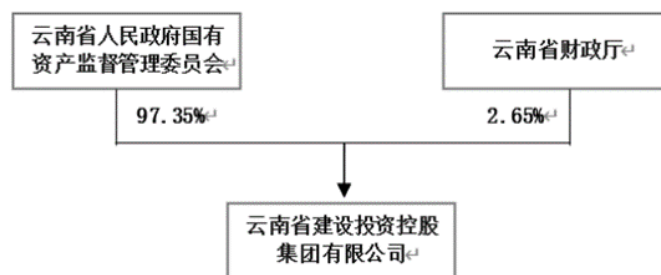 云南省人民政府国有
资产监督管理委员会↵
云南省财政厅↵
97.35%↵
2.65%↵
云南省建设投资控股
集团有限公司↵